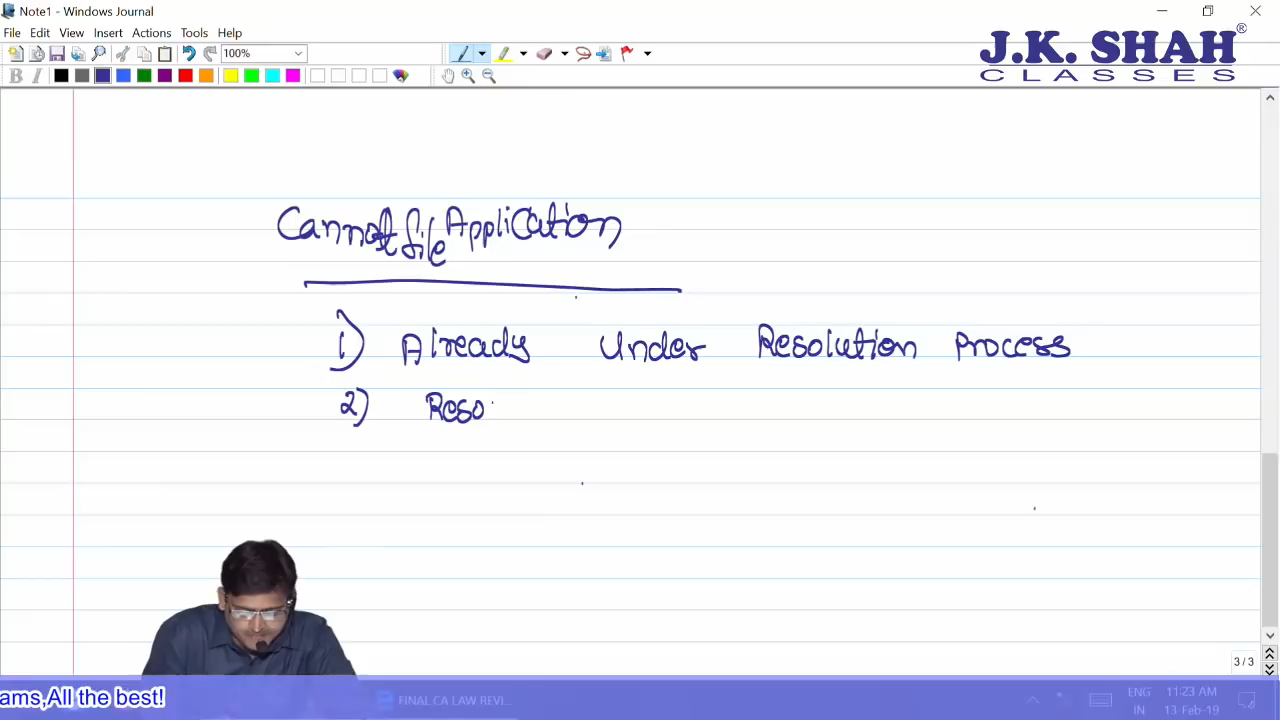 Note1 - Windows Journal
File Edit View Insert Actions Tools Help
100%
B I
J.K. SHAH®
CLASSES
Cannot file Application
1) Already Under Resolution Process
2) Reso
3 / 3
ams,All the best!
FINAL CA LAW REVI...
ENG
IN
11:23 AM
13 Feb-19